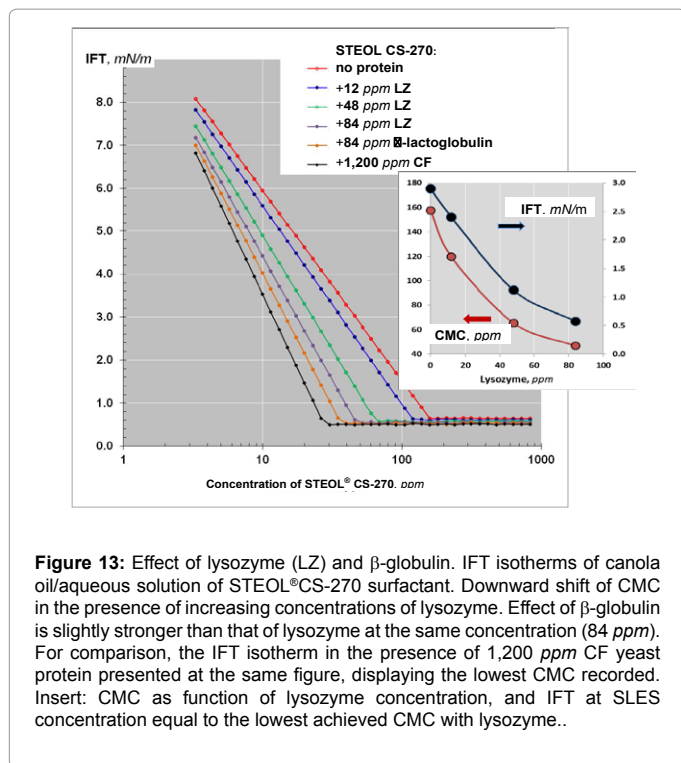 IFT, mN/m
STEOL CS-270:
no protein
+12 ppm LZ
+48 ppm LZ
+84 ppm LZ
+84 ppm -lactoglobulin
+1,200 ppm CF
8.0
7.0
6.0
5.0
4.0
3.0
2.0
1.0
0.0
1 10 100 1000
Concentration of STEOL® CS-270, ppm
180
160
140
120
100
80
60
40
3.0
2.5
2.0
1.5
1.0
0.5
0.0
IFT. mN/m
CMC, ppm
0 20 40 60 80 100
Lysozyme, ppm
Figure 13: Effect of lysozyme (LZ) and β-globulin. IFT isotherms of canola
oil/aqueous solution of STEOL®CS-270 surfactant. Downward shift of CMC
in the presence of increasing concentrations of lysozyme. Effect of β-globulin
is slightly stronger than that of lysozyme at the same concentration (84 ppm).
For comparison, the IFT isotherm in the presence of 1,200 ppm CF yeast
protein presented at the same figure, displaying the lowest CMC recorded.
Insert: CMC as function of lysozyme concentration, and IFT at SLES
concentration equal to the lowest achieved CMC with lysozyme..